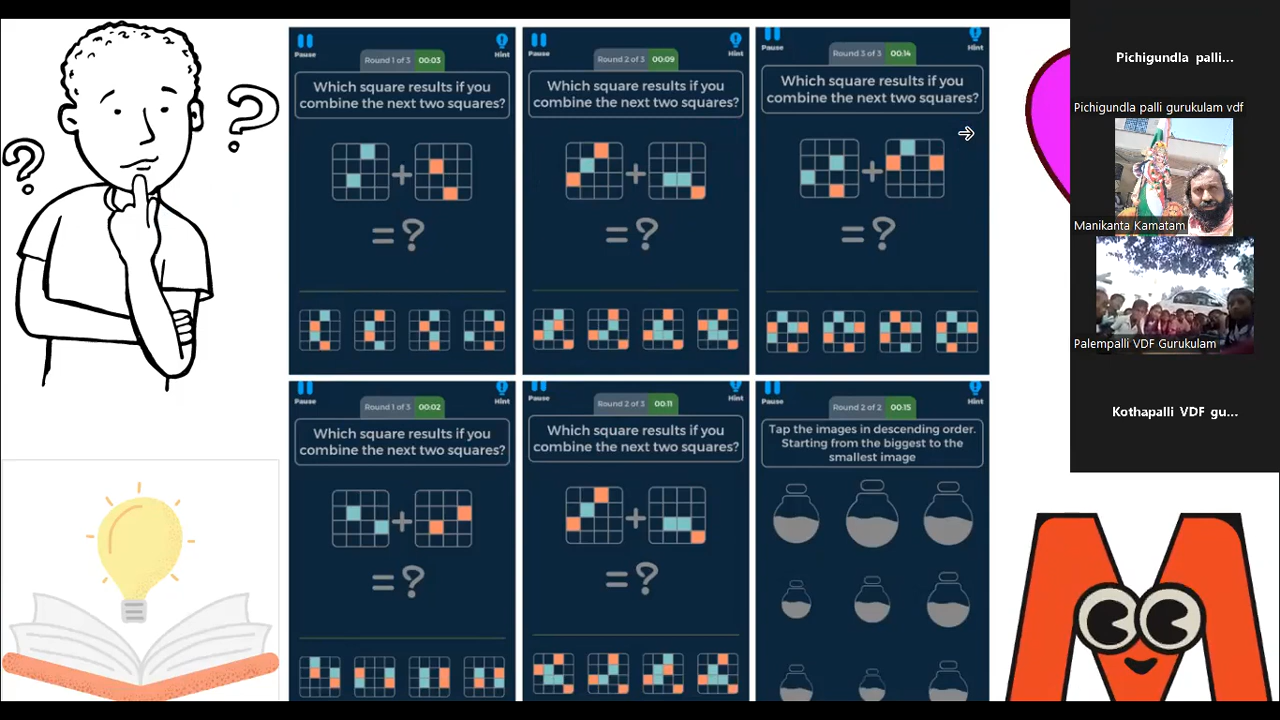 Pause
Round 1 of 3 00:03
Hint
Which square results if you
combine the next two squares?
+
= ?
Pause
Round 2 of 3 00:09
Hint
Which square results if you
combine the next two squares?
+
= ?
Pause
Round 3 of 3 00:14
Hint
Which square results if you
combine the next two squares?
+
= ?
Pause
Round 1 of 3 00:02
Hint
Which square results if you
combine the next two squares?
+
= ?
Pause
Round 2 of 3 00:11
Hint
Which square results if you
combine the next two squares?
+
= ?
Pause
Round 2 of 2 00:15
Hint
Tap the images in descending order.
Starting from the biggest to the
smallest image
? ?
M
Pichigundla palli...
Pichigundla palli gurukulam vdf
Manikanta Kamatam
Palempalli VDF Gurukulam
Kothapalli VDF gu...